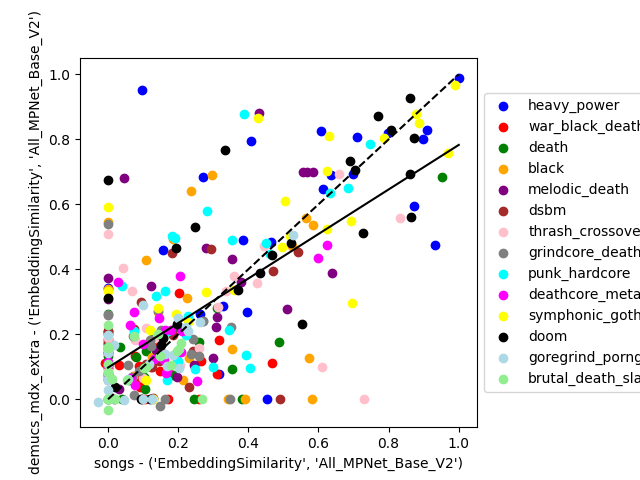 demucs_mdx_extra - ('EmbeddingSimilarity', 'All_MPNet_Base_V2')
1.0
0.8
0.6
0.4
0.2
0.0
0.0
0.2
0.4
0.6
0.8
1.0
songs - ('EmbeddingSimilarity', 'All_MPNet_Base_V2')
heavy_power
war_black_death
death
black
melodic_death
dsbm
thrash_crossove
grindcore_death
punk_hardcore
deathcore_meta
symphonic_goth
doom
goregrind_porng
brutal_death_sla